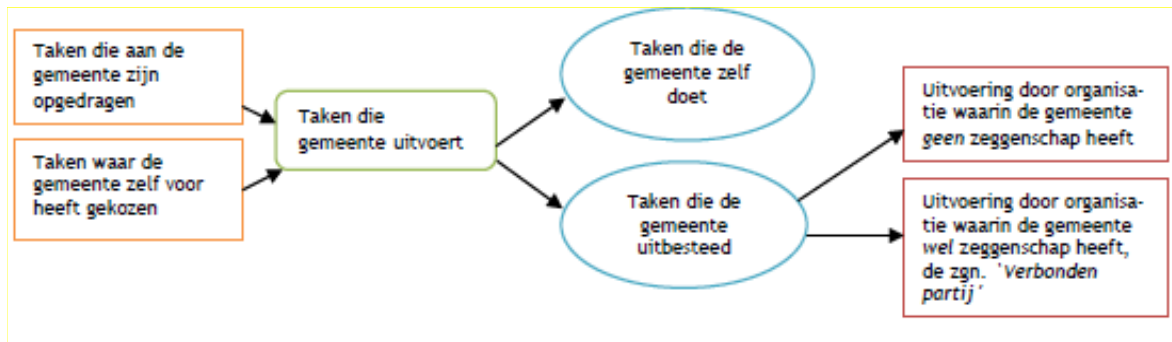 Taken die aan de
gemeente zijn
opgedragen
Taken waar de
gemeente zelf voor
heeft gekozen
Taken die
gemeente uitvoert
Taken die de
gemeente zelf
doet
Taken die de
gemeente
uitbesteed
Uitvoering door organisa-
tie waarin de gemeente
geen zeggenschap heeft
Uitvoering door organisa-
tie waarin de gemeente
wel zeggenschap heeft,
de zgn. 'Verbonden
partij'